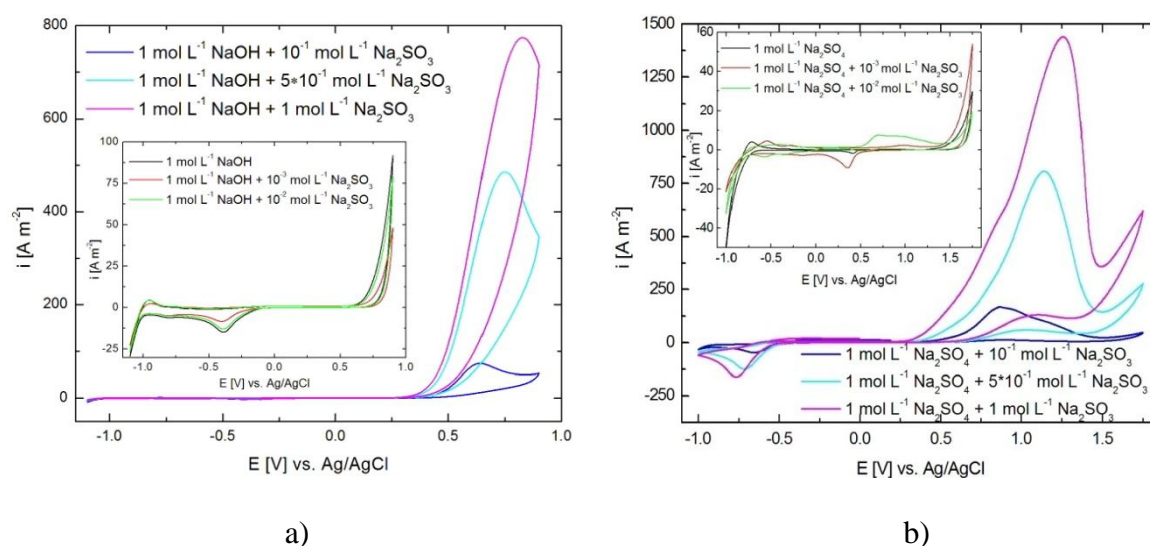 800
600
400
200
0
i [A m⁻²]
1 mol L⁻¹ NaOH + 10⁻¹ mol L⁻¹ Na₂SO₃
1 mol L⁻¹ NaOH + 5*10⁻¹ mol L⁻¹ Na₂SO₃
1 mol L⁻¹ NaOH + 1 mol L⁻¹ Na₂SO₃
100
75
50
25
0
-25
i [A m⁻²]
1 mol L⁻¹ NaOH
1 mol L⁻¹ NaOH + 10⁻³ mol L⁻¹ Na₂SO₃
1 mol L⁻¹ NaOH + 10⁻² mol L⁻¹ Na₂SO₃
-1.0 -0.5 0.0 0.5 1.0
E [V] vs. Ag/AgCl
-1.0 -0.5 0.0 0.5 1.0
E [V] vs. Ag/AgCl
a)
1500
1250
1000
750
500
250
0
-250
i [A m⁻²]
60
40
20
0
-20
-40
i [A m⁻²]
1 mol L⁻¹ Na₂SO₄
1 mol L⁻¹ Na₂SO₄ + 10⁻³ mol L⁻¹ Na₂SO₃
1 mol L⁻¹ Na₂SO₄ + 10⁻² mol L⁻¹ Na₂SO₃
-1.0 -0.5 0.0 0.5 1.0 1.5
E [V] vs. Ag/AgCl
1 mol L⁻¹ Na₂SO₄ + 10⁻¹ mol L⁻¹ Na₂SO₃
1 mol L⁻¹ Na₂SO₄ + 5*10⁻¹ mol L⁻¹ Na₂SO₃
1 mol L⁻¹ Na₂SO₄ + 1 mol L⁻¹ Na₂SO₃
-1.0 -0.5 0.0 0.5 1.0 1.5
E [V] vs. Ag/AgCl
b)